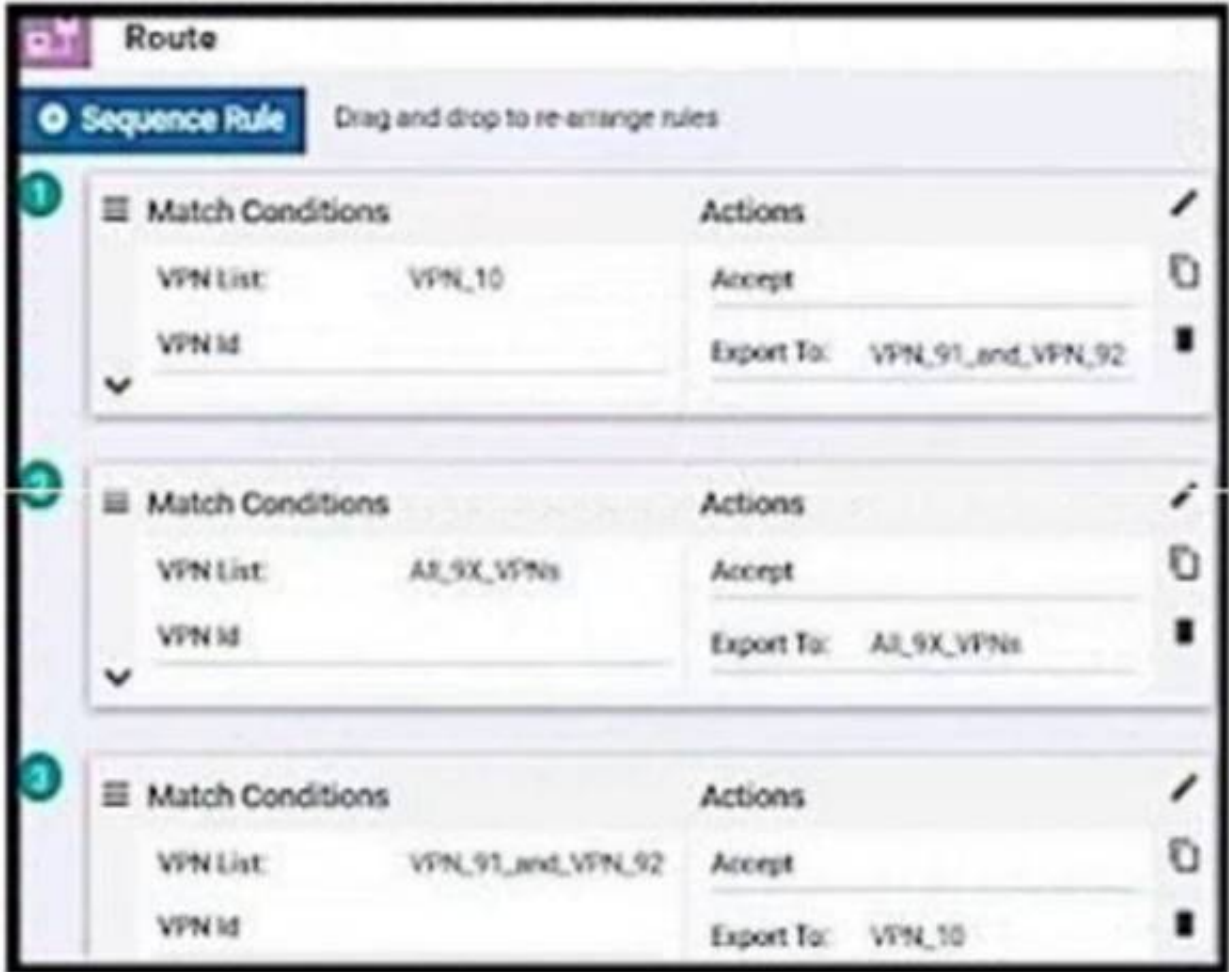 Route
Sequence Rule Drag and drop to re-arrange rules
1
Match Conditions Actions
VPN List: VPN_10 Accept
VPN Id Export To: VPN_91_and_VPN_92
2
Match Conditions Actions
VPN List: All_9X_VPNs Accept
VPN Id Export To: All_9X_VPNs
3
Match Conditions Actions
VPN List: VPN_91_and_VPN_92 Accept
VPN Id Export To: VPN_10